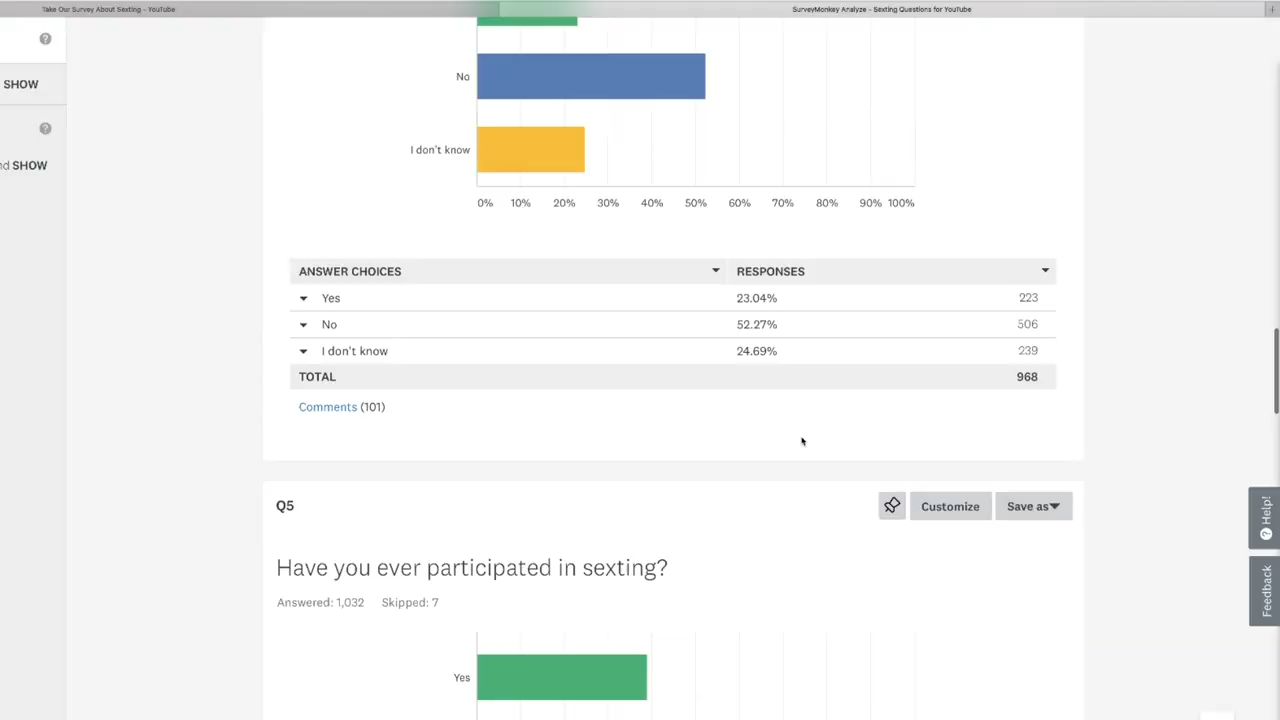 Take Our Survey About Sexting - YouTube
SurveyMonkey Analyze - Sexting Questions for YouTube
SHOW
nd SHOW
No
I don't know
0% 10% 20% 30% 40% 50% 60% 70% 80% 90% 100%
ANSWER CHOICES RESPONSES
Yes 23.04% 223
No 52.27% 506
I don't know 24.69% 239
TOTAL 968
Comments (101)
Q5
Customize
Save as
Have you ever participated in sexting?
Answered: 1,032 Skipped: 7
Yes
Help!
Feedback